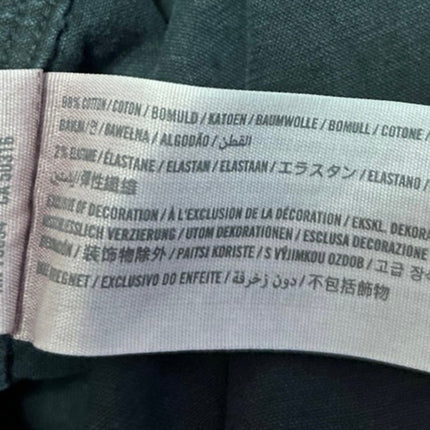 98% COTTON / COTON / BOMULD / KATOEN / BAUMWOLLE / BOMULL / COTONE /
/ BAWEŁNA / ALGODÃO / القطن /
2% ELASTANE / ÉLASTANE / ELASTAN / ELASTAAN / エラスタン / ELASTANO /
/ 彈性纖維
EXCLUSIVE OF DECORATION / À L'EXCLUSION DE LA DÉCORATION / EKSKL. DEKORA
VERZIERUNG / UTOM DEKORATIONEN / ESCLUSA DECORAZIONE
/ 装飾物除外 / PAITSI KORISTE / S VÝJIMKOU OZDOB / 고급 장식
/ EXCLUSIVO DO ENFEITE / دون زخرفة / 不包括飾物
CA 50316